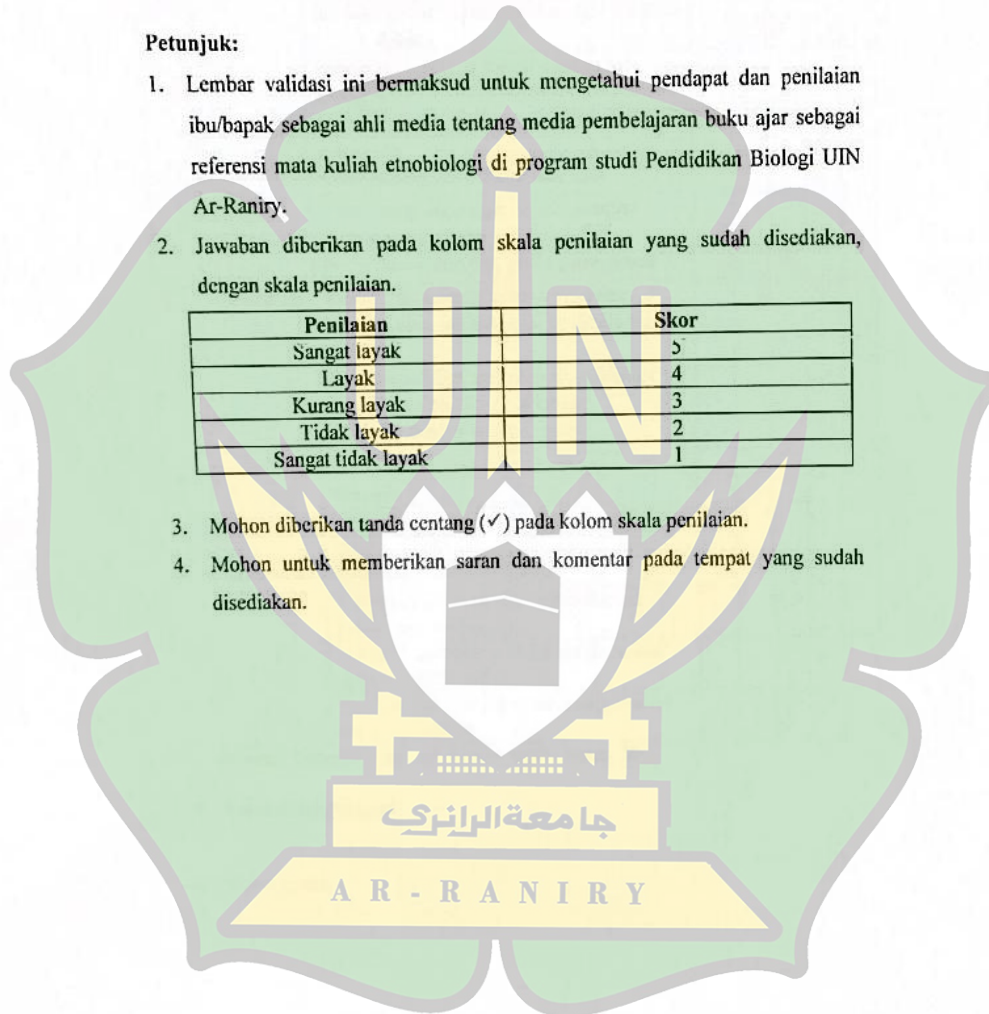 Petunjuk:
1. Lembar validasi ini bermaksud untuk mengetahui pendapat dan penilaian
ibu/bapak sebagai ahli media tentang media pembelajaran buku ajar sebagai
referensi mata kuliah etnobiologi di program studi Pendidikan Biologi UIN
Ar-Raniry.
2. Jawaban diberikan pada kolom skala penilaian yang sudah disediakan,
dengan skala penilaian.
Penilaian Skor
Sangat layak 5
Layak 4
Kurang layak 3
Tidak layak 2
Sangat tidak layak 1
3. Mohon diberikan tanda centang (✓) pada kolom skala penilaian.
4. Mohon untuk memberikan saran dan komentar pada tempat yang sudah
disediakan.
UIN
جامعة الرانري
AR-RANIRY